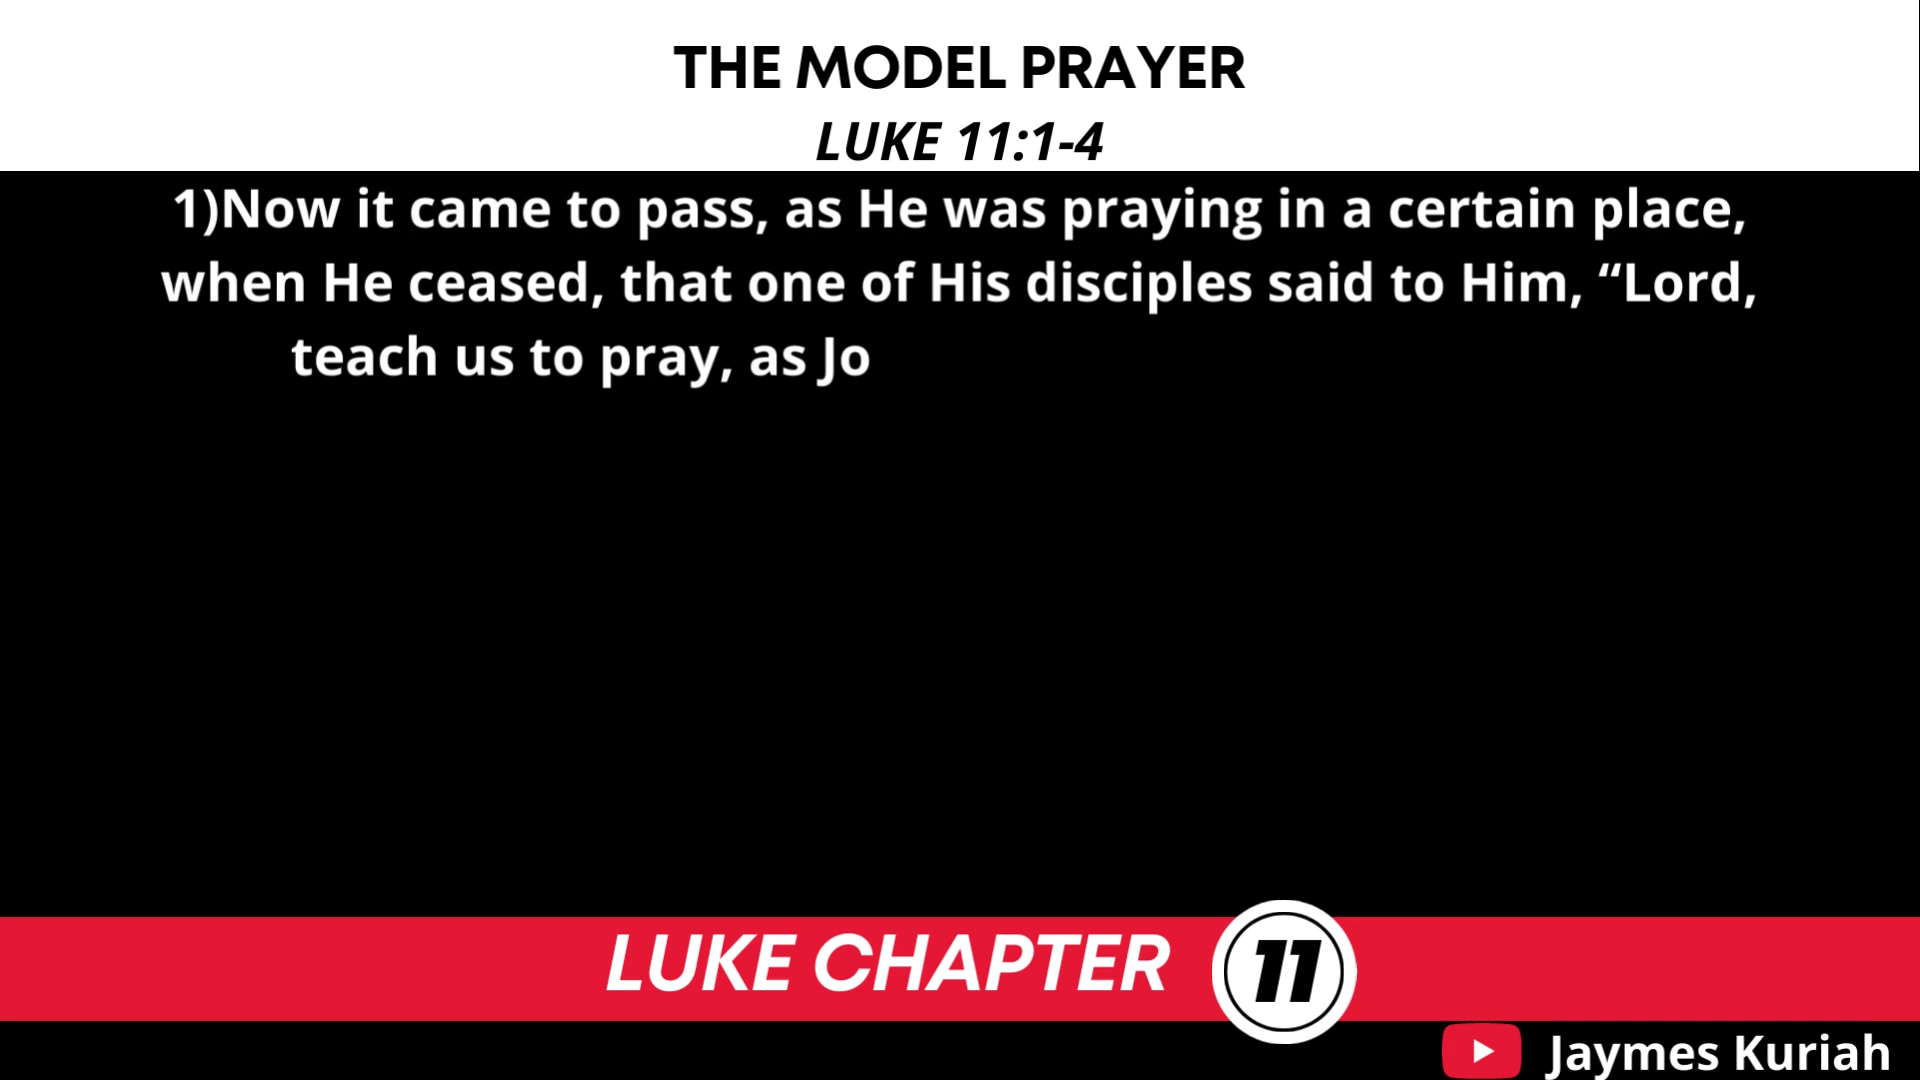 THE MODEL PRAYER
LUKE 11:1-4
1)Now it came to pass, as He was praying in a certain place,
when He ceased, that one of His disciples said to Him, “Lord,
teach us to pray, as Jo
LUKE CHAPTER 11
Jaymes Kuriah